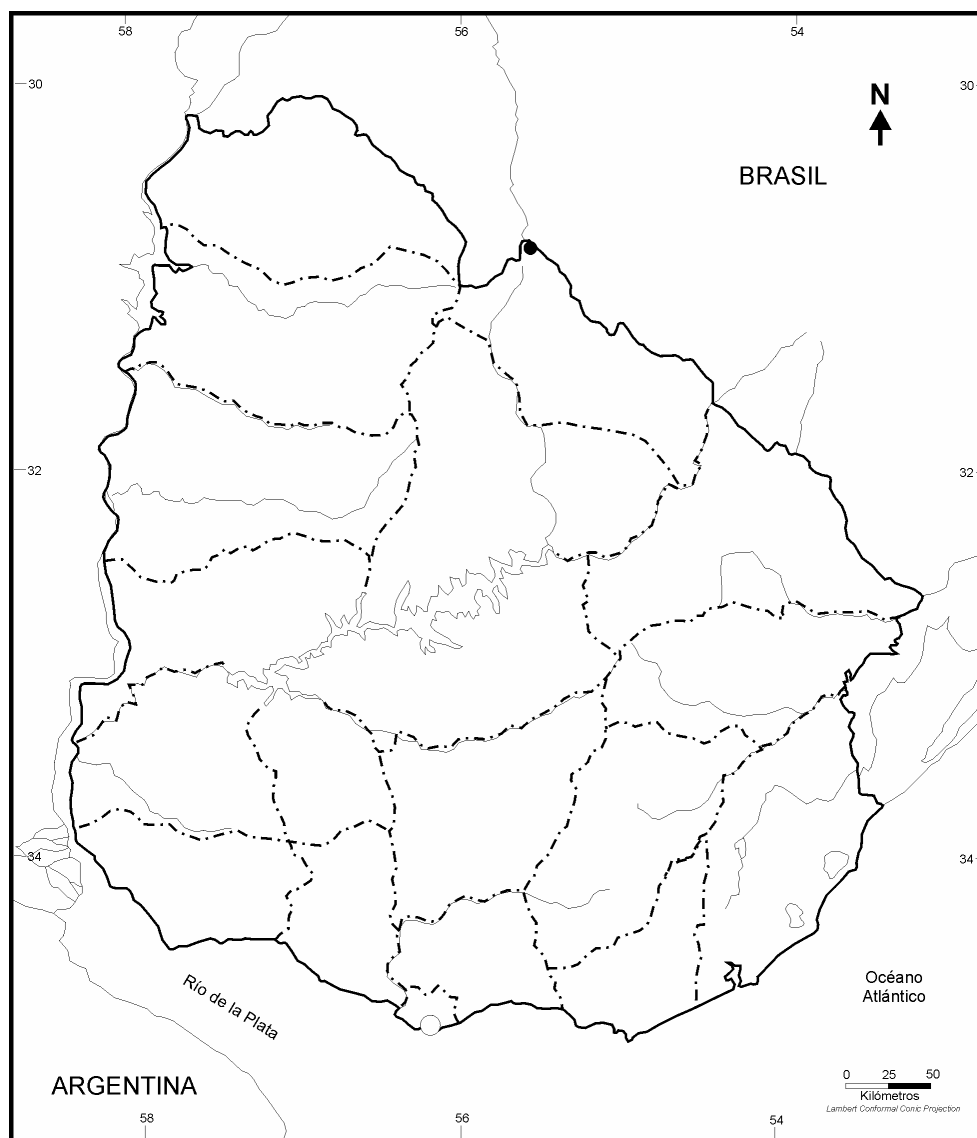 58
56
54
30
30
N
BRASIL
32
32
34
34
Río de la Plata
Océano
Atlántico
ARGENTINA
0 25 50
Kilómetros
Lambert Conformal Conic Projection
58
56
54